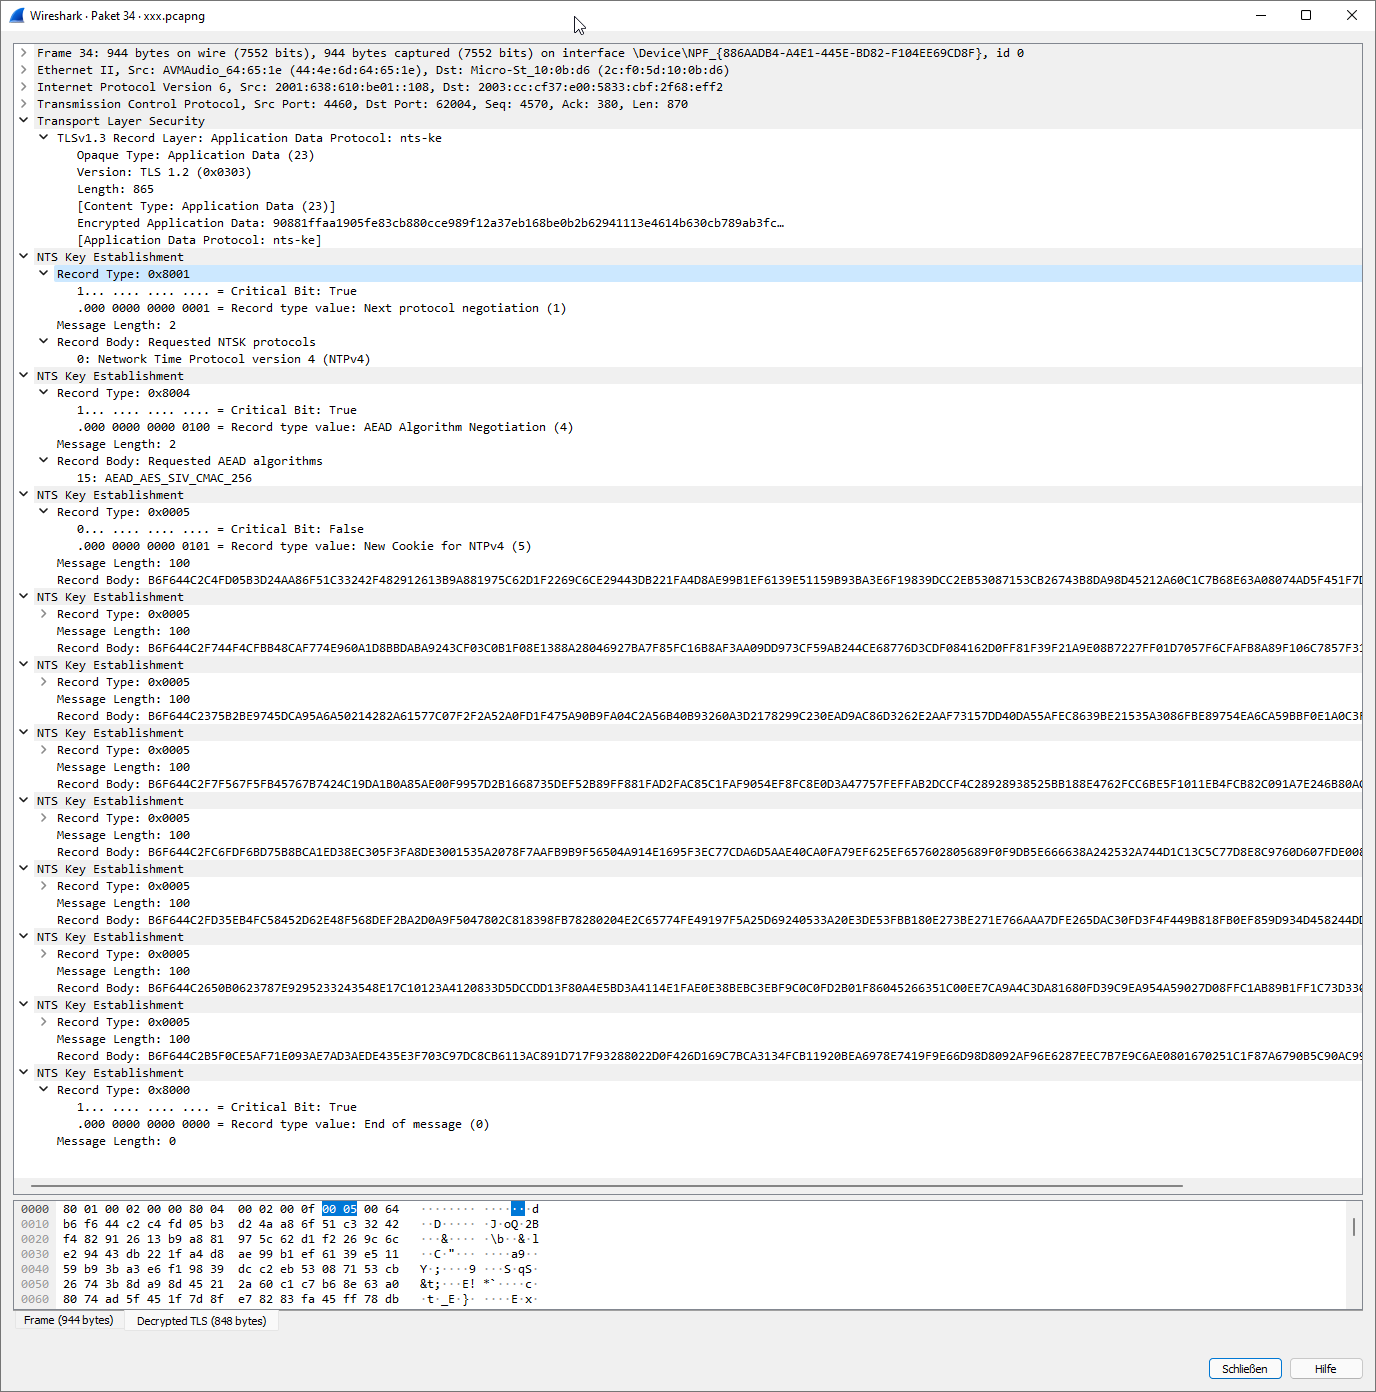 Wireshark · Paket 34 · xxx.pcapng
Frame 34: 944 bytes on wire (7552 bits), 944 bytes captured (7552 bits) on interface \Device\NPF_{886AADB4-A4E1-445E-BD82-F104EE69CD8F}, id 0
Ethernet II, Src: AVMAudio_64:65:1e (44:4e:6d:64:65:1e), Dst: Micro-St_10:0b:d6 (2c:f0:5d:10:0b:d6)
Internet Protocol Version 6, Src: 2001:638:610:be01::108, Dst: 2003:cc:cf37:e00:5833:cbf:2f68:eff2
Transmission Control Protocol, Src Port: 4460, Dst Port: 62004, Seq: 4570, Ack: 380, Len: 870
Transport Layer Security
TLSv1.3 Record Layer: Application Data Protocol: nts-ke
Opaque Type: Application Data (23)
Version: TLS 1.2 (0x0303)
Length: 865
[Content Type: Application Data (23)]
Encrypted Application Data: 90881ffaa1905fe83cb880cce989f12a37eb168be0b2b62941113e4614b630cb789ab3fc…
[Application Data Protocol: nts-ke]
NTS Key Establishment
Record Type: 0x8001
1... .... .... .... = Critical Bit: True
.000 0000 0000 0001 = Record type value: Next protocol negotiation (1)
Message Length: 2
Record Body: Requested NTSK protocols
0: Network Time Protocol version 4 (NTPv4)
NTS Key Establishment
Record Type: 0x8004
1... .... .... .... = Critical Bit: True
.000 0000 0000 0100 = Record type value: AEAD Algorithm Negotiation (4)
Message Length: 2
Record Body: Requested AEAD algorithms
15: AEAD_AES_SIV_CMAC_256
NTS Key Establishment
Record Type: 0x0005
0... .... .... .... = Critical Bit: False
.000 0000 0000 0101 = Record type value: New Cookie for NTPv4 (5)
Message Length: 100
Record Body: B6F644C2C4FD05B3D24AA86F51C33242F482912613B9A881975C62D1F2269C6CE29443DB221FA4D8AE99B1EF6139E51159B93BA3E6F19839DCC2EB53087153CB26743B8DA98D45212A60C1C7B68E63A08074AD5F451F7D
NTS Key Establishment
Record Type: 0x0005
Message Length: 100
Record Body: B6F644C2F744F4CFBB48CAF774E960A1D8BBDABA9243CF03C0B1F08E1388A28046927BA7F85FC16B8AF3AA09DD973CF59AB244CE68776D3CDF084162D0FF81F39F21A9E08B7227FF01D7057F6CFAFB8A89F106C7857F31
NTS Key Establishment
Record Type: 0x0005
Message Length: 100
Record Body: B6F644C2375B2BE9745DCA95A6A50214282A61577C07F2F2A52A0FD1F475A90B9FA04C2A56B40B93260A3D2178299C230EAD9AC86D3262E2AAF73157DD40DA55AFEC8639BE21535A3086FBE89754EA6CA59BBF0E1A0C3F
NTS Key Establishment
Record Type: 0x0005
Message Length: 100
Record Body: B6F644C2F7F567F5FB45767B7424C19DA1B0A85AE00F9957D2B1668735DEF52B89FF881FAD2FAC85C1FAF9054EF8FC8E0D3A47757FEFFAB2DCCF4C28928938525BB188E4762FCC6BE5F1011EB4FCB82C091A7E246B80AC
NTS Key Establishment
Record Type: 0x0005
Message Length: 100
Record Body: B6F644C2FC6FDF6BD75B8BCA1ED38EC305F3FA8DE3001535A2078F7AAFB9B9F56504A914E1695F3EC77CDA6D5AAE40CA0FA79EF625EF657602805689F0F9DB5E666638A242532A744D1C13C5C77D8E8C9760D607FDE008
NTS Key Establishment
Record Type: 0x0005
Message Length: 100
Record Body: B6F644C2FD35EB4FC58452D62E48F568DEF2BA2D0A9F5047802C818398FB78280204E2C65774FE49197F5A25D69240533A20E3DE53FBB180E273BE271E766AAA7DFE265DAC30FD3F4F449B818FB0EF859D934D458244DD
NTS Key Establishment
Record Type: 0x0005
Message Length: 100
Record Body: B6F644C2650B0623787E9295233243548E17C10123A4120833D5DCCDD13F80A4E5BD3A4114E1FAE0E38BEBC3EBF9C0C0FD2B01F86045266351C00EE7CA9A4C3DA81680FD39C9EA954A59027D08FFC1AB89B1FF1C73D330
NTS Key Establishment
Record Type: 0x0005
Message Length: 100
Record Body: B6F644C2B5F0CE5AF71E093AE7AD3AEDE435E3F703C97DC8CB6113AC891D717F93288022D0F426D169C7BCA3134FCB11920BEA6978E7419F9E66D98D8092AF96E6287EEC7B7E9C6AE0801670251C1F87A6790B5C90AC99
NTS Key Establishment
Record Type: 0x8000
1... .... .... .... = Critical Bit: True
.000 0000 0000 0000 = Record type value: End of message (0)
Message Length: 0
0000 80 01 00 02 00 00 80 04 00 02 00 0f 00 05 00 64 ········ ·······d
0010 b6 f6 44 c2 c4 fd 05 b3 d2 4a a8 6f 51 c3 32 42 ··D····· ·J·oQ·2B
0020 f4 82 91 26 13 b9 a8 81 97 5c 62 d1 f2 26 9c 6c ···&···· ·\b··&·l
0030 e2 94 43 db 22 1f a4 d8 ae 99 b1 ef 61 39 e5 11 ··C·"··· ····a9··
0040 59 b9 3b a3 e6 f1 98 39 dc c2 eb 53 08 71 53 cb Y·;····9 ···S·qS·
0050 26 74 3b 8d a9 8d 45 21 2a 60 c1 c7 b6 8e 63 a0 &t;···E! *`····c·
0060 80 74 ad 5f 45 1f 7d 8f e7 82 83 fa 45 ff 78 db ·t·_E·}· ····E·x·
Frame (944 bytes) Decrypted TLS (848 bytes)
Schließen Hilfe